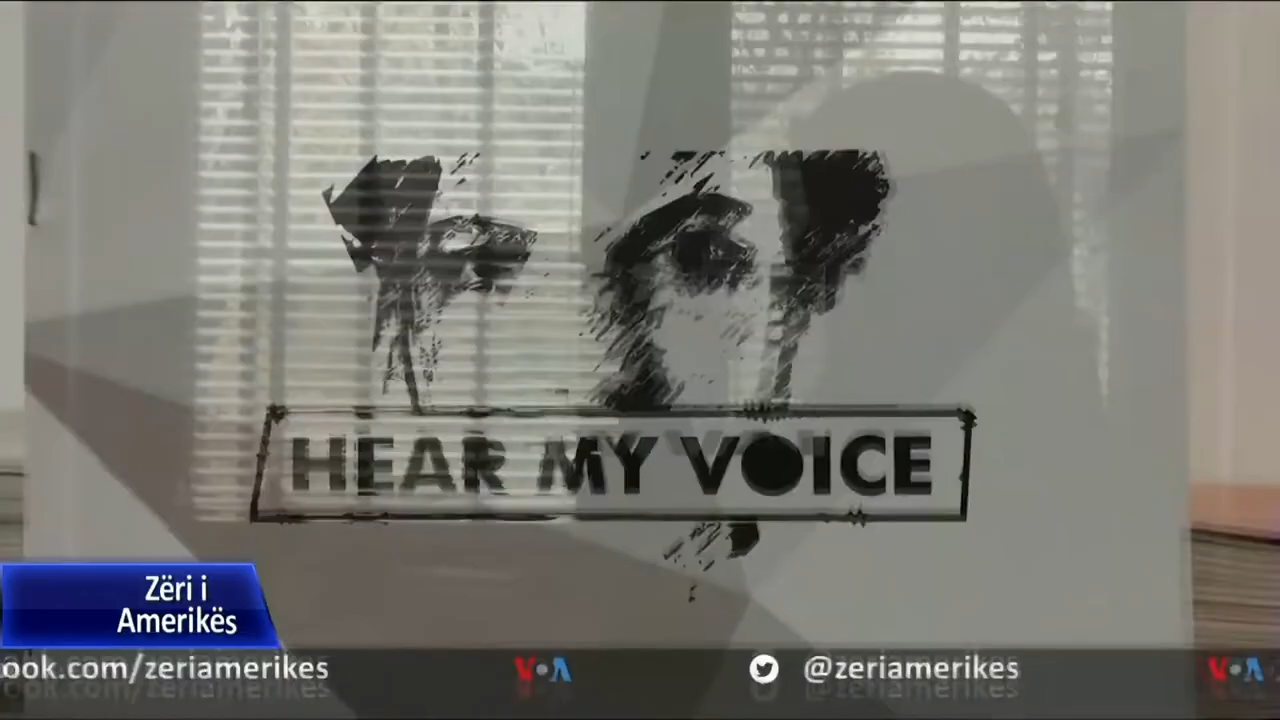 HEAR MY VOICE
Zëri i
Amerikës
ook.com/zeriamerikes
VOA
@zeriamerikes
VOA